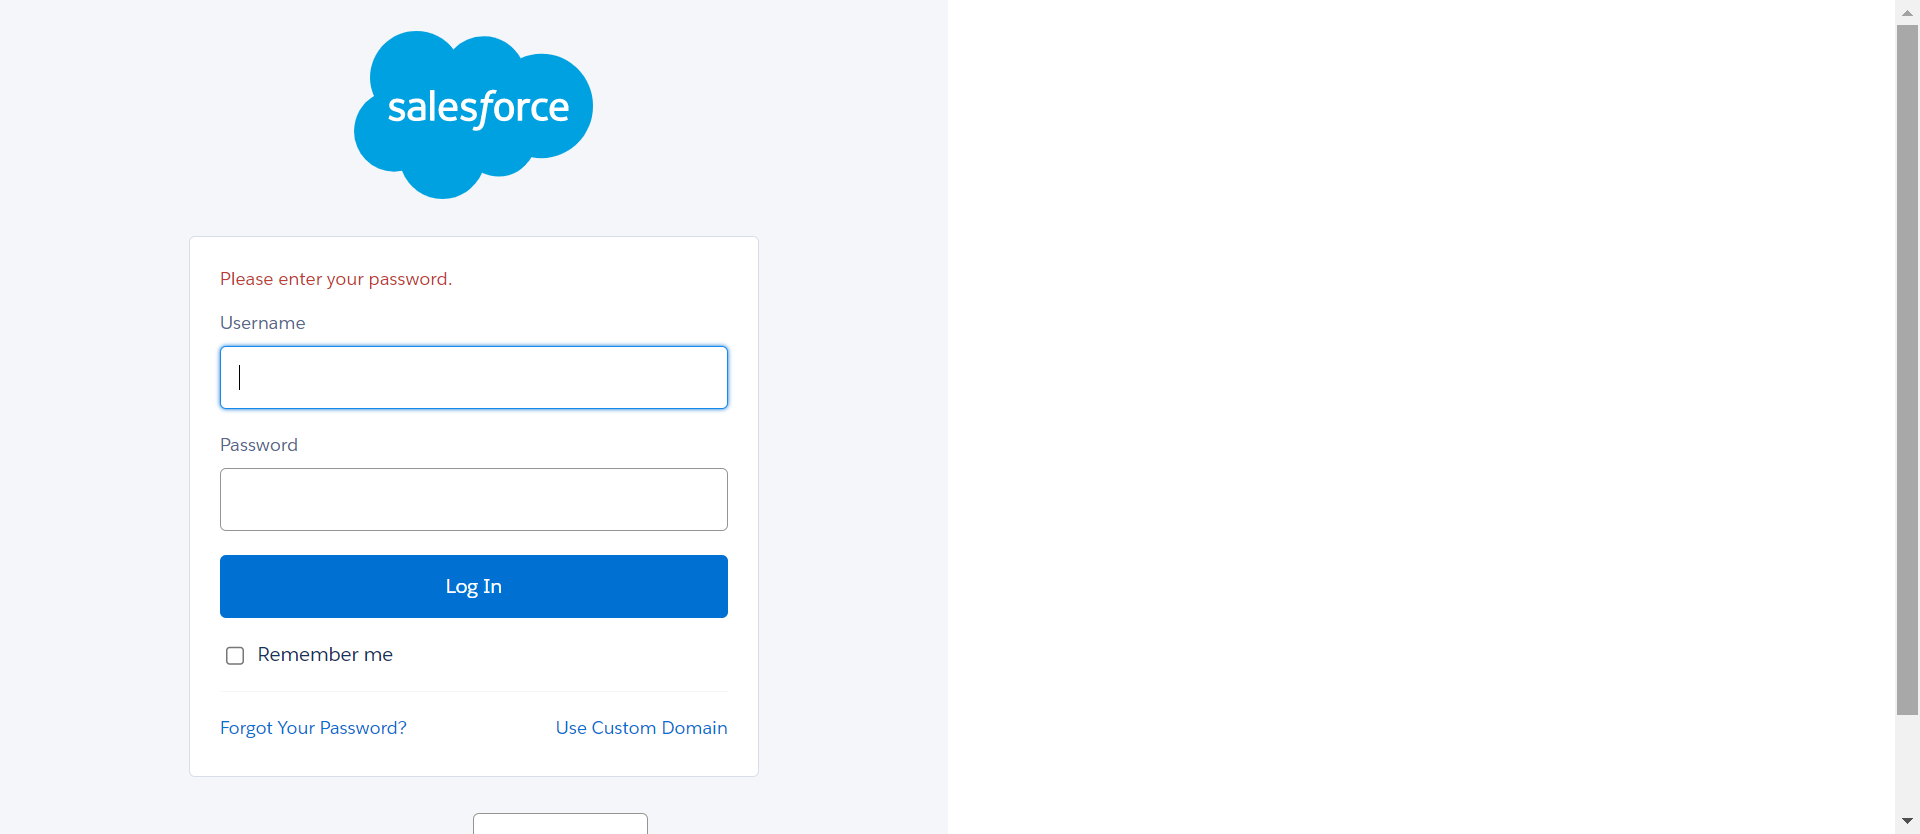 salesforce
Please enter your password.
Username
Password
Log In
Remember me
Forgot Your Password?
Use Custom Domain